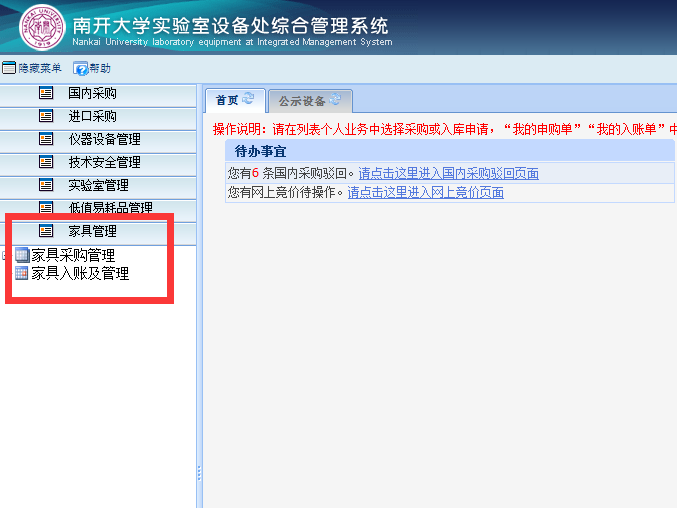 南开大学实验室设备处综合管理系统
Nankai University laboratory equipment at Integrated Management System
NANKAI UNIVERSITY
1919
隐藏菜单 帮助
国内采购
进口采购
仪器设备管理
技术安全管理
实验室管理
低值易耗品管理
家具管理
家具采购管理
家具入账及管理
首页 公示设备
操作说明：请在列表个人业务中选择采购或入库申请，“我的申购单”“我的入账单”中
待办事宜
您有6 条国内采购驳回。请点击这里进入国内采购驳回页面
您有网上竟价待操作。请点击这里进入网上竟价页面